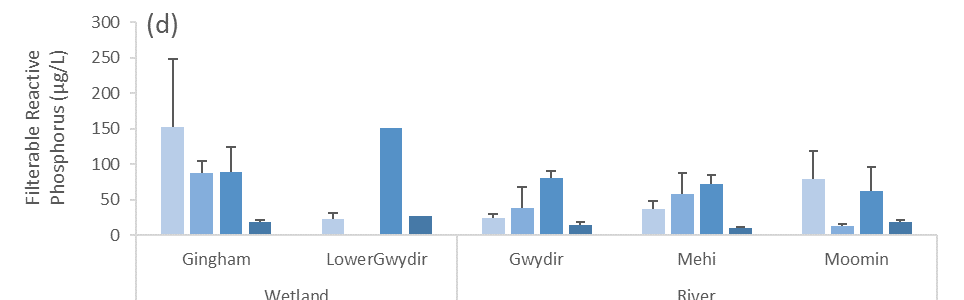 (d)
300
250
200
150
100
50
0
Filterable Reactive
Phosphorus (µg/L)
Gingham LowerGwydir Gwydir Mehi Moomin
Wetland River